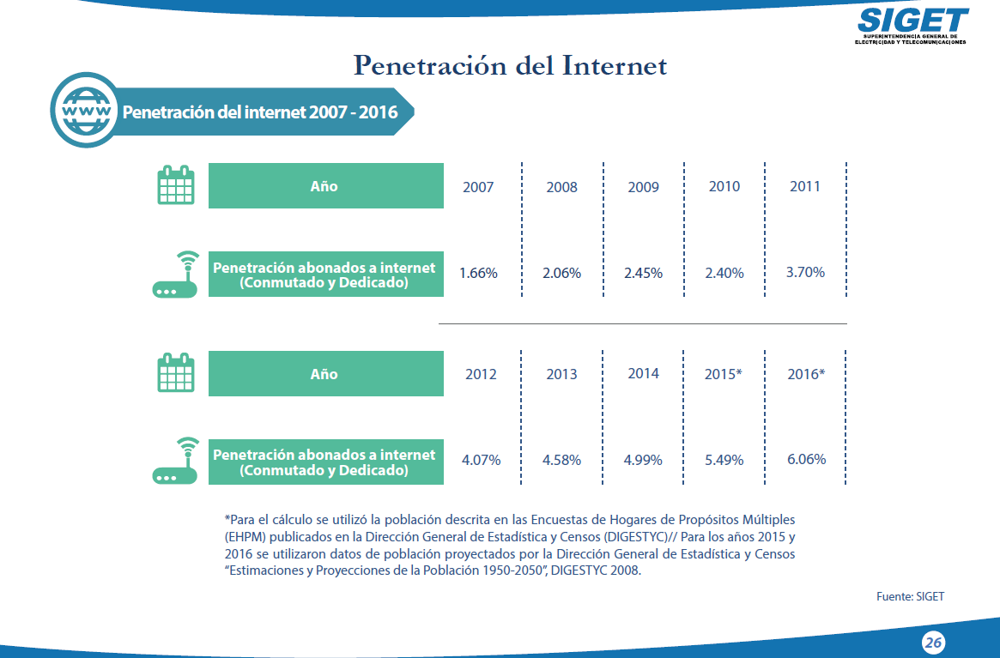 SIGET
SUPERINTENDENCIA GENERAL DE
ELECTRICIDAD Y TELECOMUNICACIONES
Penetración del Internet
www
Penetración del internet 2007 - 2016
Año 2007 2008 2009 2010 2011
Penetración abonados a internet
(Conmutado y Dedicado) 1.66% 2.06% 2.45% 2.40% 3.70%
Año 2012 2013 2014 2015* 2016*
Penetración abonados a internet
(Conmutado y Dedicado) 4.07% 4.58% 4.99% 5.49% 6.06%
*Para el cálculo se utilizó la población descrita en las Encuestas de Hogares de Propósitos Múltiples
(EHPM) publicados en la Dirección General de Estadística y Censos (DIGESTYC)// Para los años 2015 y
2016 se utilizaron datos de población proyectados por la Dirección General de Estadística y Censos
“Estimaciones y Proyecciones de la Población 1950-2050”, DIGESTYC 2008.
Fuente: SIGET
26